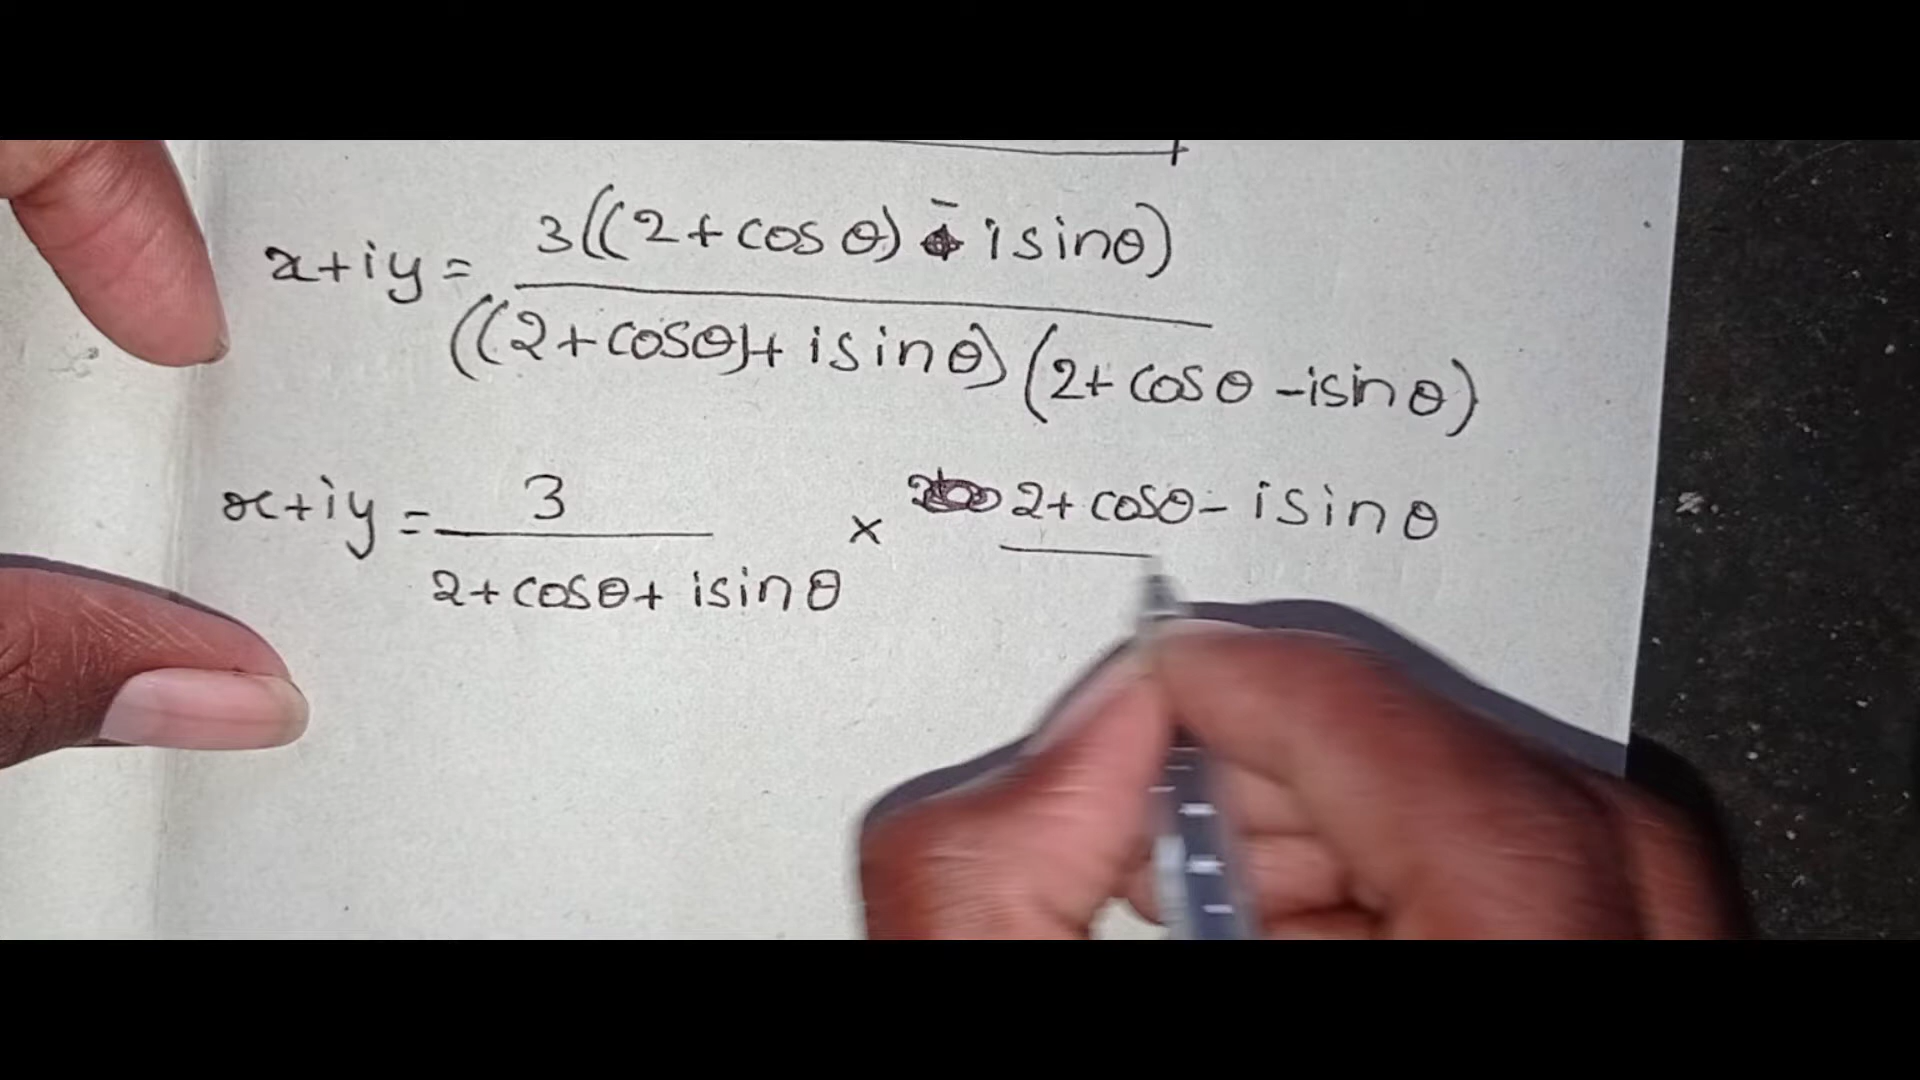 x+iy = 3((2+cosθ) - isinθ)
((2+cosθ)+ isinθ)(2+cosθ -isinθ)
x+iy = 3 × 2+cosθ- isinθ
2+cosθ+ isinθ